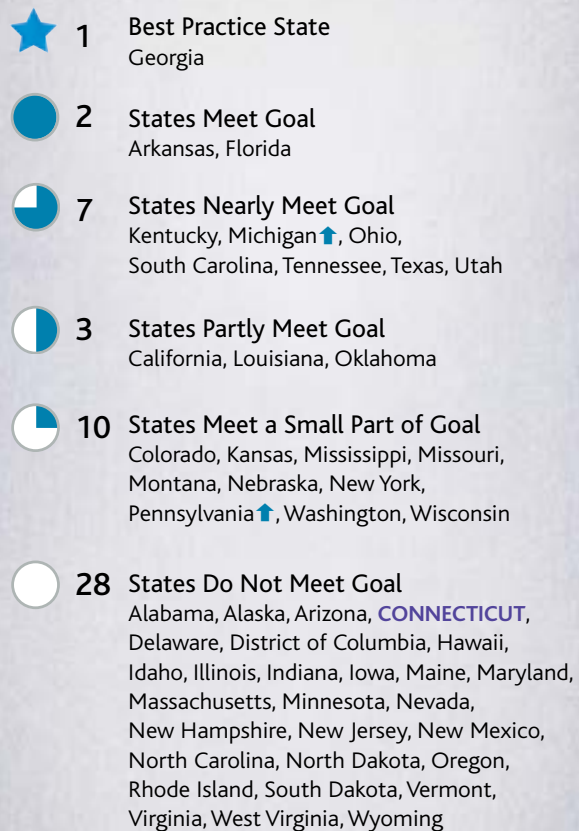 1 Best Practice State
Georgia
2 States Meet Goal
Arkansas, Florida
7 States Nearly Meet Goal
Kentucky, Michigan⬆, Ohio,
South Carolina, Tennessee, Texas, Utah
3 States Partly Meet Goal
California, Louisiana, Oklahoma
10 States Meet a Small Part of Goal
Colorado, Kansas, Mississippi, Missouri,
Montana, Nebraska, New York,
Pennsylvania⬆, Washington, Wisconsin
28 States Do Not Meet Goal
Alabama, Alaska, Arizona, CONNECTICUT,
Delaware, District of Columbia, Hawaii,
Idaho, Illinois, Indiana, Iowa, Maine, Maryland,
Massachusetts, Minnesota, Nevada,
New Hampshire, New Jersey, New Mexico,
North Carolina, North Dakota, Oregon,
Rhode Island, South Dakota, Vermont,
Virginia, West Virginia, Wyoming